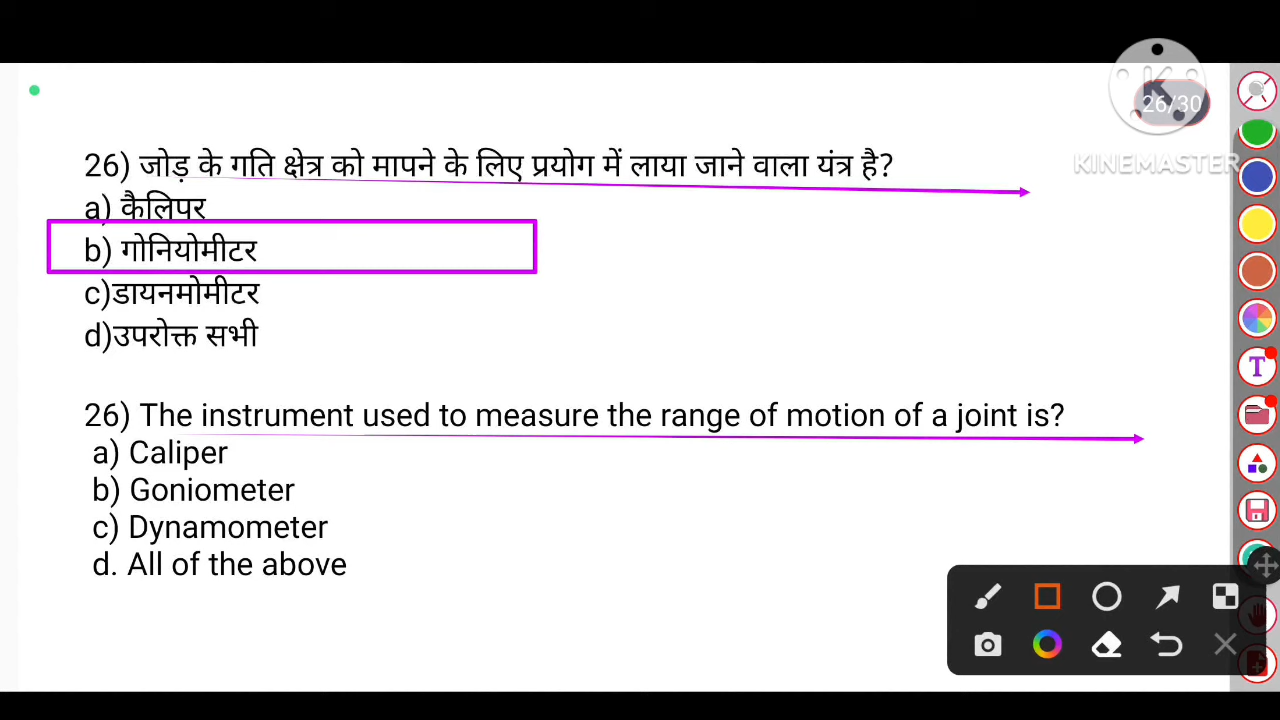 26/30
KINEMASTER
26) जोड़ के गति क्षेत्र को मापने के लिए प्रयोग में लाया जाने वाला यंत्र है?
a) कैलिपर
b) गोनियोमीटर
c)डायनमोमीटर
d)उपरोक्त सभी
26) The instrument used to measure the range of motion of a joint is?
a) Caliper
b) Goniometer
c) Dynamometer
d. All of the above
T